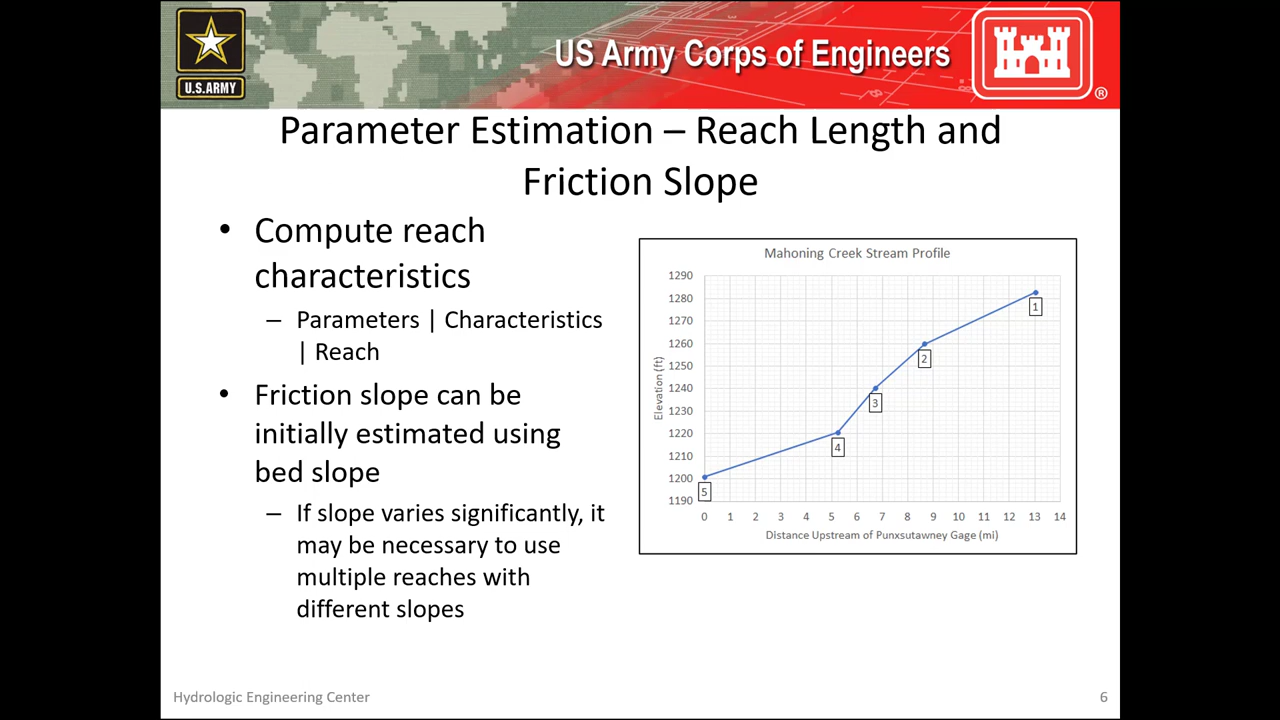 U.S.ARMY
US Army Corps of Engineers
®
Parameter Estimation – Reach Length and
Friction Slope
• Compute reach
characteristics
– Parameters | Characteristics
| Reach
• Friction slope can be
initially estimated using
bed slope
– If slope varies significantly, it
may be necessary to use
multiple reaches with
different slopes
Mahoning Creek Stream Profile
Elevation (ft)
1290
1280
1270
1260
1250
1240
1230
1220
1210
1200
1190
1
2
3
4
5
0 1 2 3 4 5 6 7 8 9 10 11 12 13 14
Distance Upstream of Punxsutawney Gage (mi)
Hydrologic Engineering Center
6